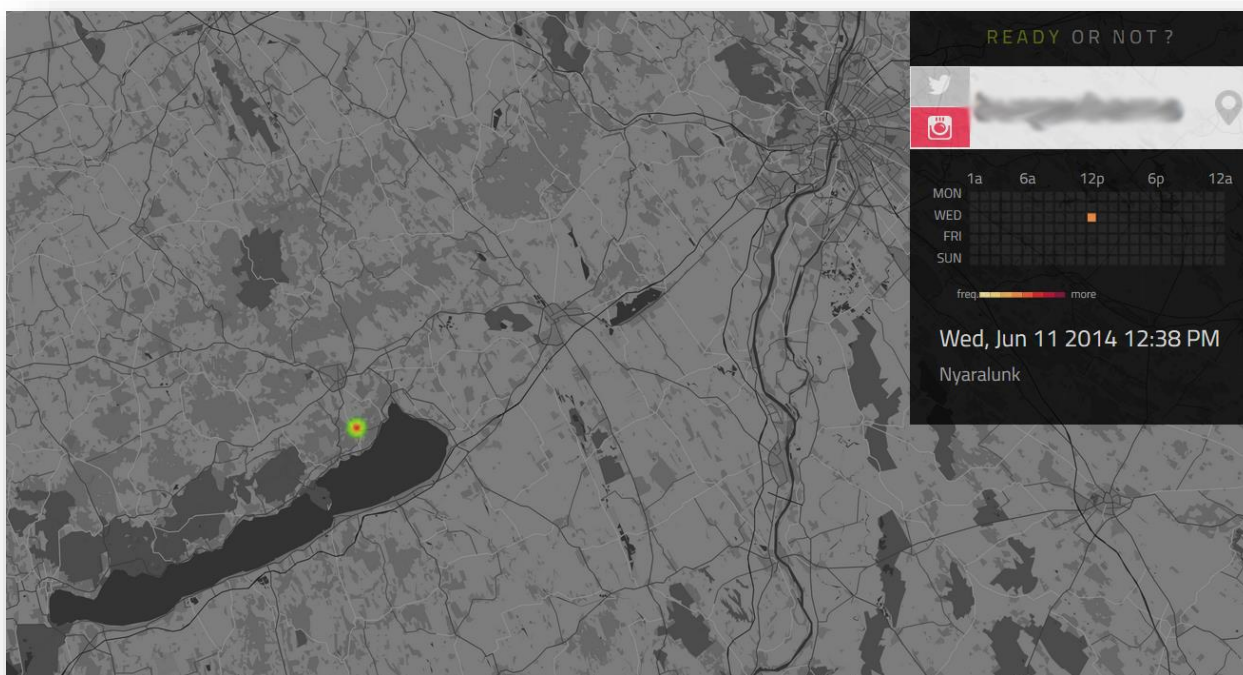 READY OR NOT?
1a 6a 12p 6p 12a
MON
WED
FRI
SUN
freq. more
Wed, Jun 11 2014 12:38 PM
Nyaralunk